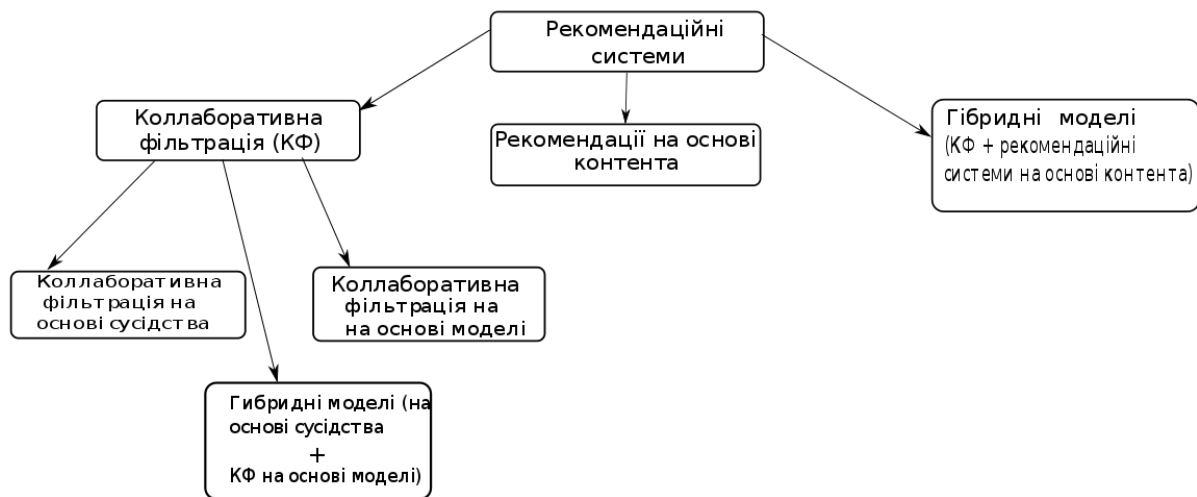 Рекомендаційні
системи
Коллаборативна
фільтрація (КФ)
Рекомендації на основі
контента
Гібридні моделі
(КФ + рекомендаційні
системи на основі контента)
Коллаборативна
фільтрація на
основі сусідства
Коллаборативна
фільтрація на
на основі моделі
Гибридні моделі (на
основі сусідства
+
КФ на основі моделі)